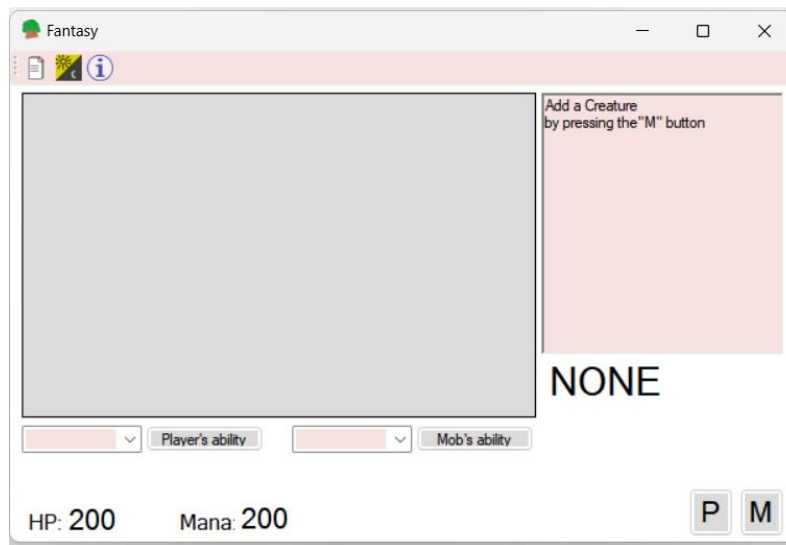 Fantasy
Add a Creature
by pressing the"M" button
NONE
Player's ability
Mob's ability
HP: 200
Mana: 200
P
M